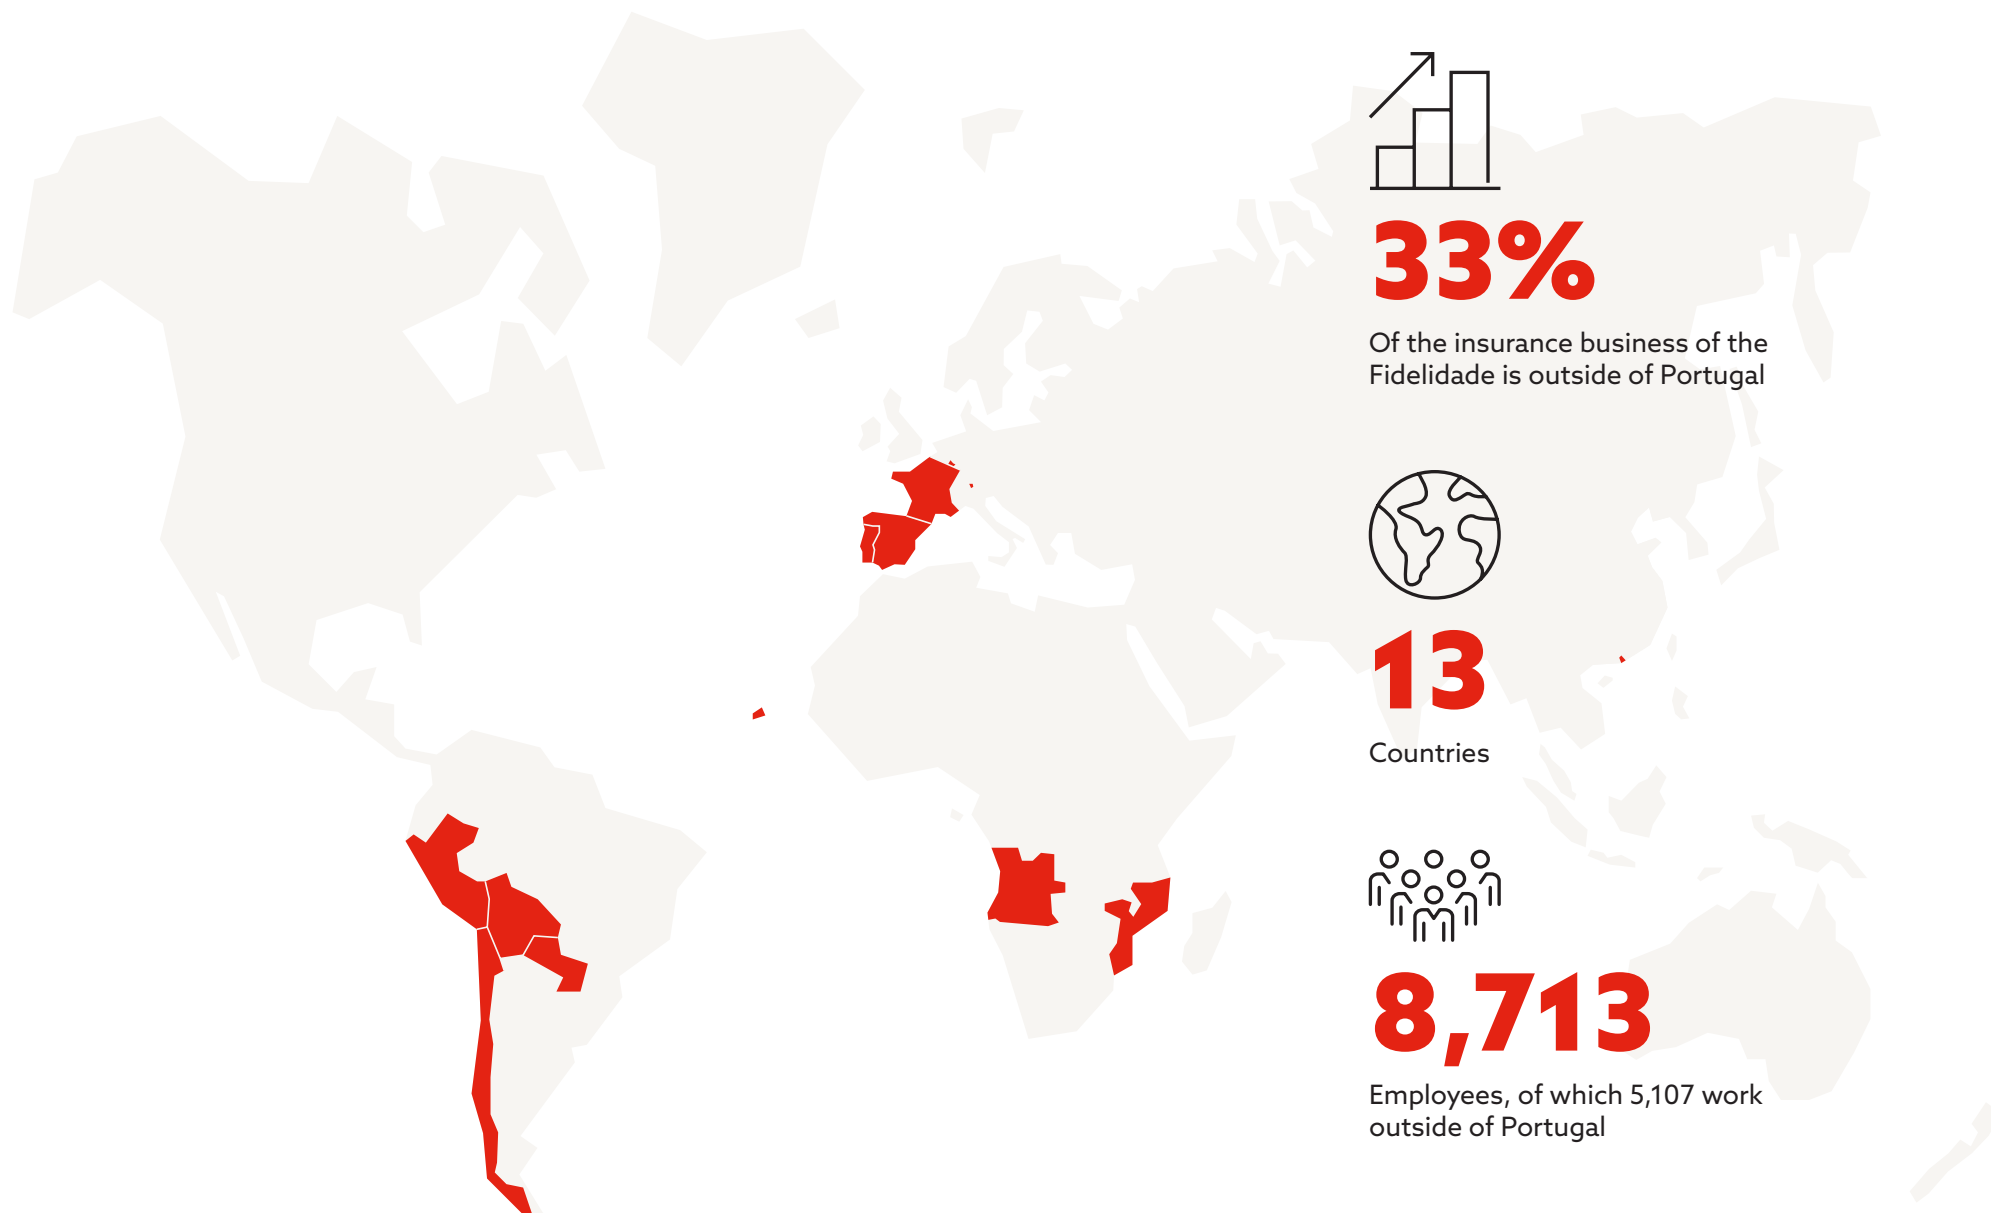 33%
Of the insurance business of the
Fidelidade is outside of Portugal
13
Countries
8,713
Employees, of which 5,107 work
outside of Portugal